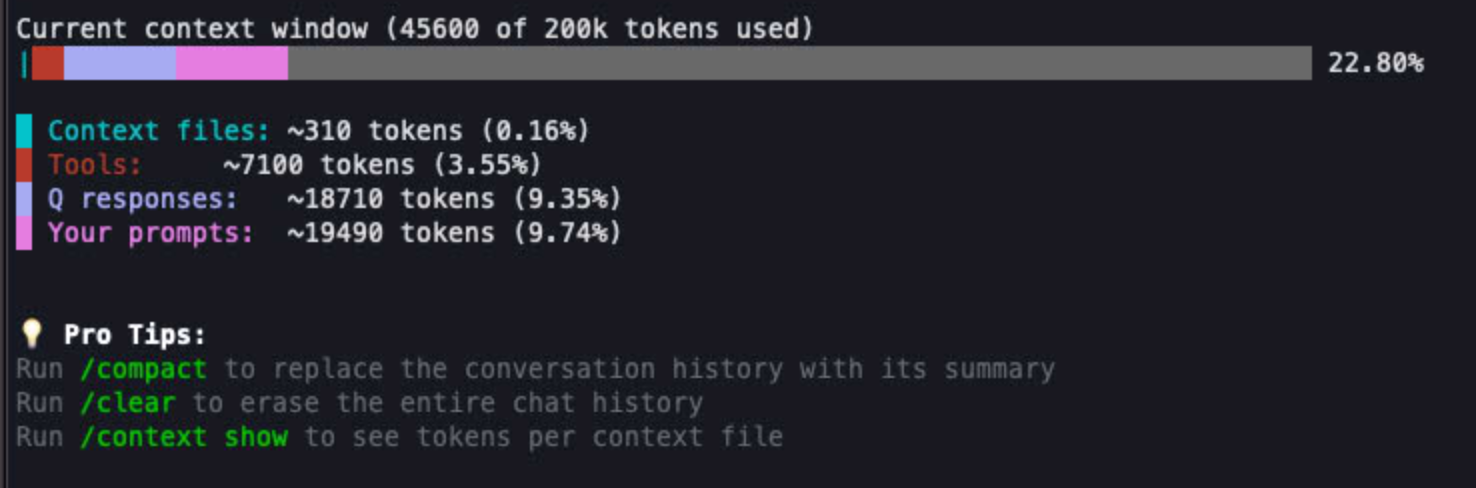 Current context window (45600 of 200k tokens used)
22.80%
Context files: ~310 tokens (0.16%)
Tools: ~7100 tokens (3.55%)
Q responses: ~18710 tokens (9.35%)
Your prompts: ~19490 tokens (9.74%)
💡 Pro Tips:
Run /compact to replace the conversation history with its summary
Run /clear to erase the entire chat history
Run /context show to see tokens per context file